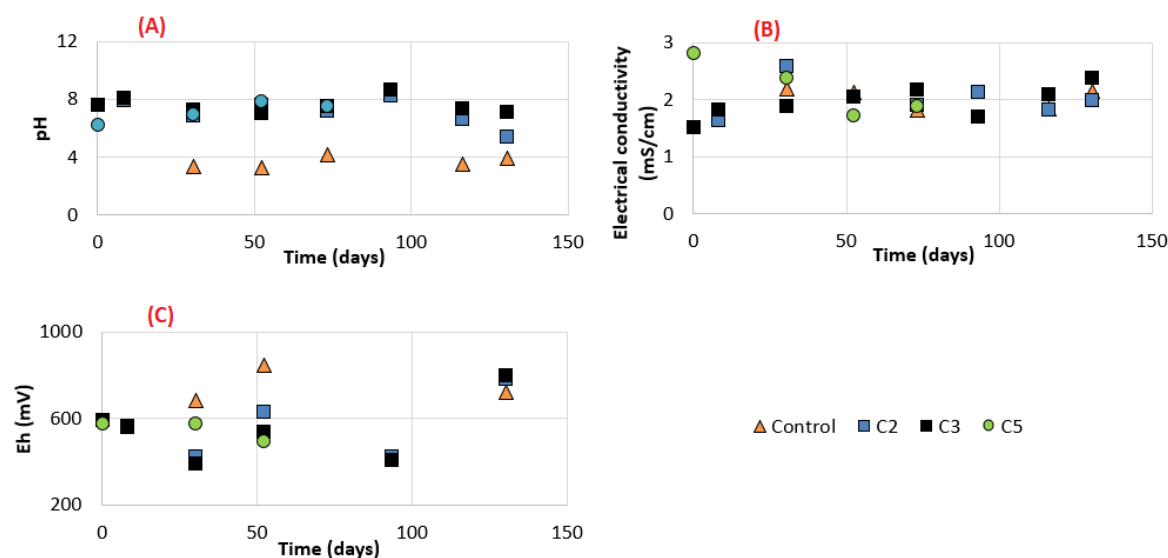 (A)
12
8
4
0
pH
0 50 100 150
Time (days)
(B)
3
2
1
0
Electrical conductivity
(mS/cm)
0 50 100 150
Time (days)
(C)
1000
600
200
Eh (mV)
0 50 100 150
Time (days)
Control C2 C3 C5